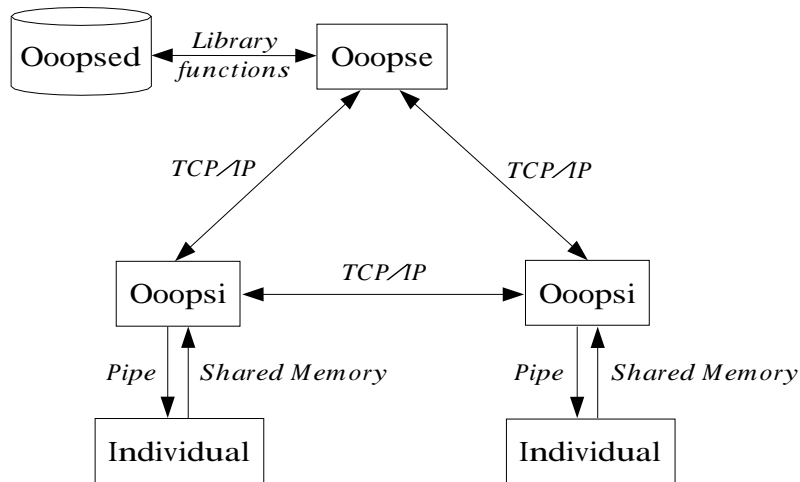 Ooopsed
Library
functions
Ooopse
TCP/IP
TCP/IP
Ooopsi
TCP/IP
Ooopsi
Pipe
Shared Memory
Pipe
Shared Memory
Individual
Individual